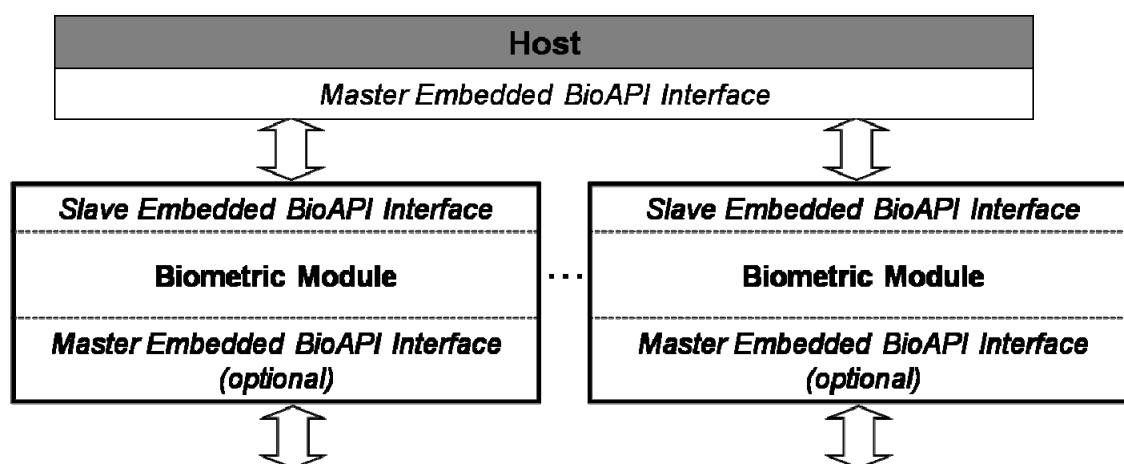 Host
Master Embedded BioAPI Interface
Slave Embedded BioAPI Interface
Biometric Module
Master Embedded BioAPI Interface
(optional)
...
Slave Embedded BioAPI Interface
Biometric Module
Master Embedded BioAPI Interface
(optional)